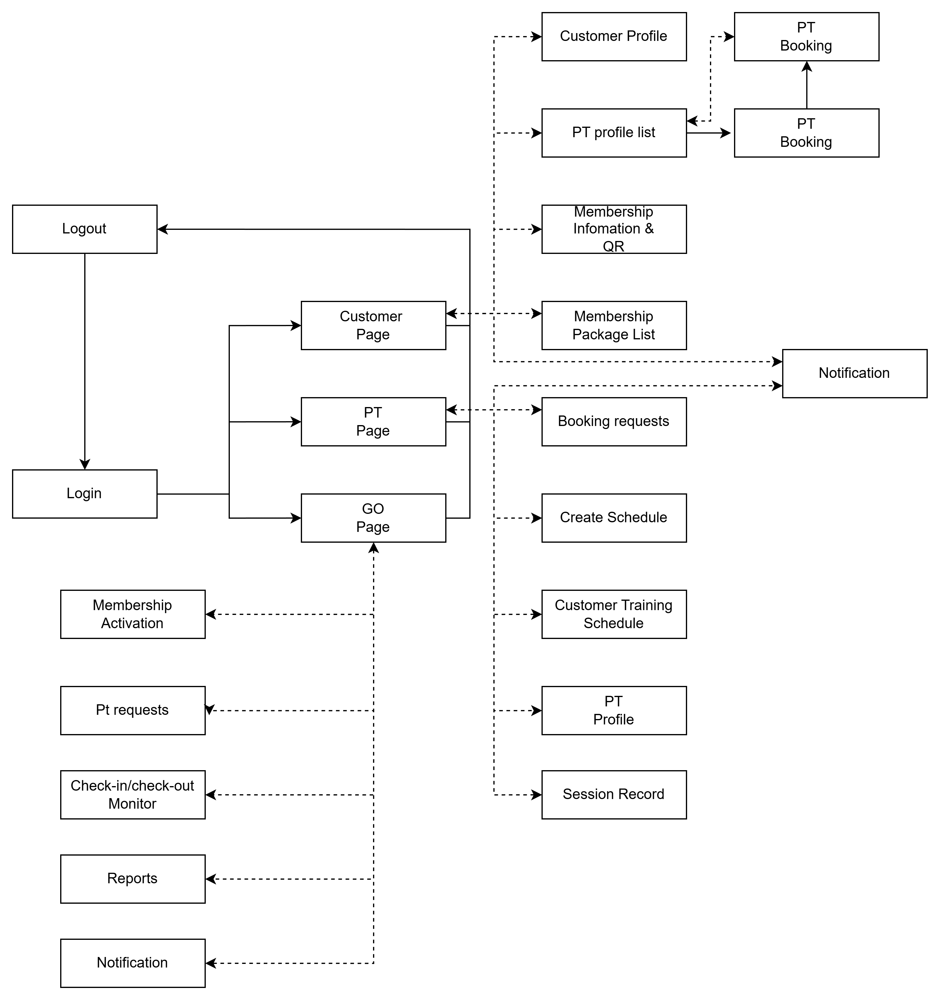 Customer Profile
PT
Booking
PT profile list
PT
Booking
Logout
Membership
Infomation &
QR
Customer
Page
Membership
Package List
Notification
PT
Page
Booking requests
Login
GO
Page
Create Schedule
Membership
Activation
Customer Training
Schedule
Pt requests
PT
Profile
Check-in/check-out
Monitor
Session Record
Reports
Notification